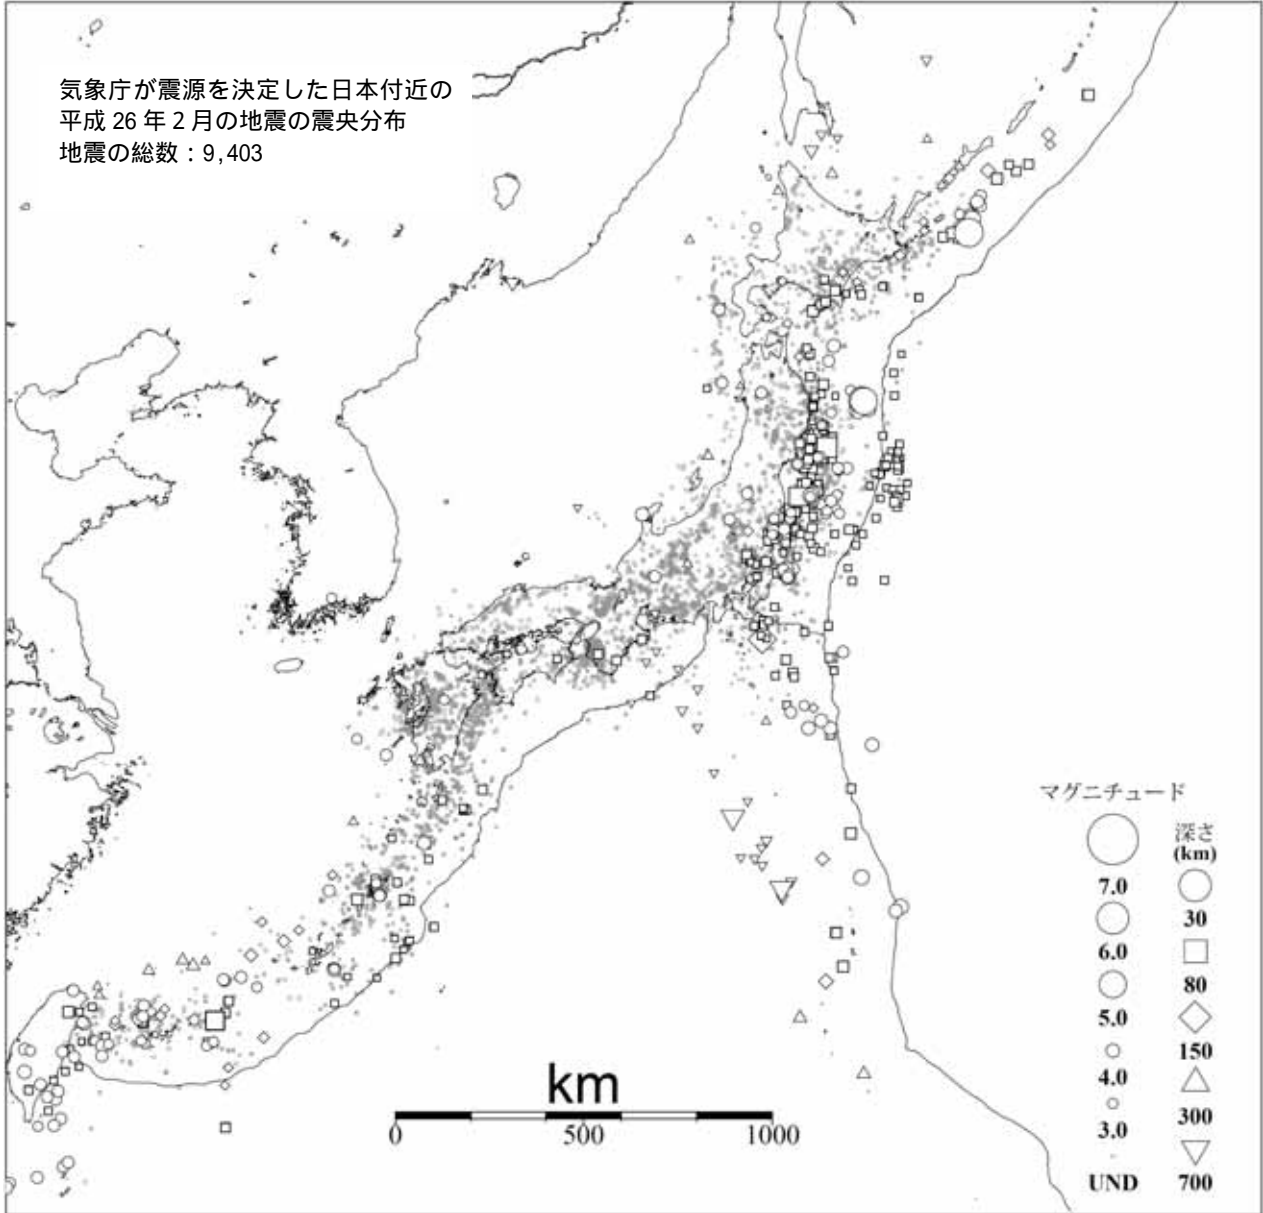 気象庁が震源を決定した日本付近の
平成 26 年 2 月の地震の震央分布
地震の総数：9,403
マグニチュード
深さ
(km)
7.0
30
6.0
80
5.0
150
4.0
300
3.0
UND
700
km
0 500 1000